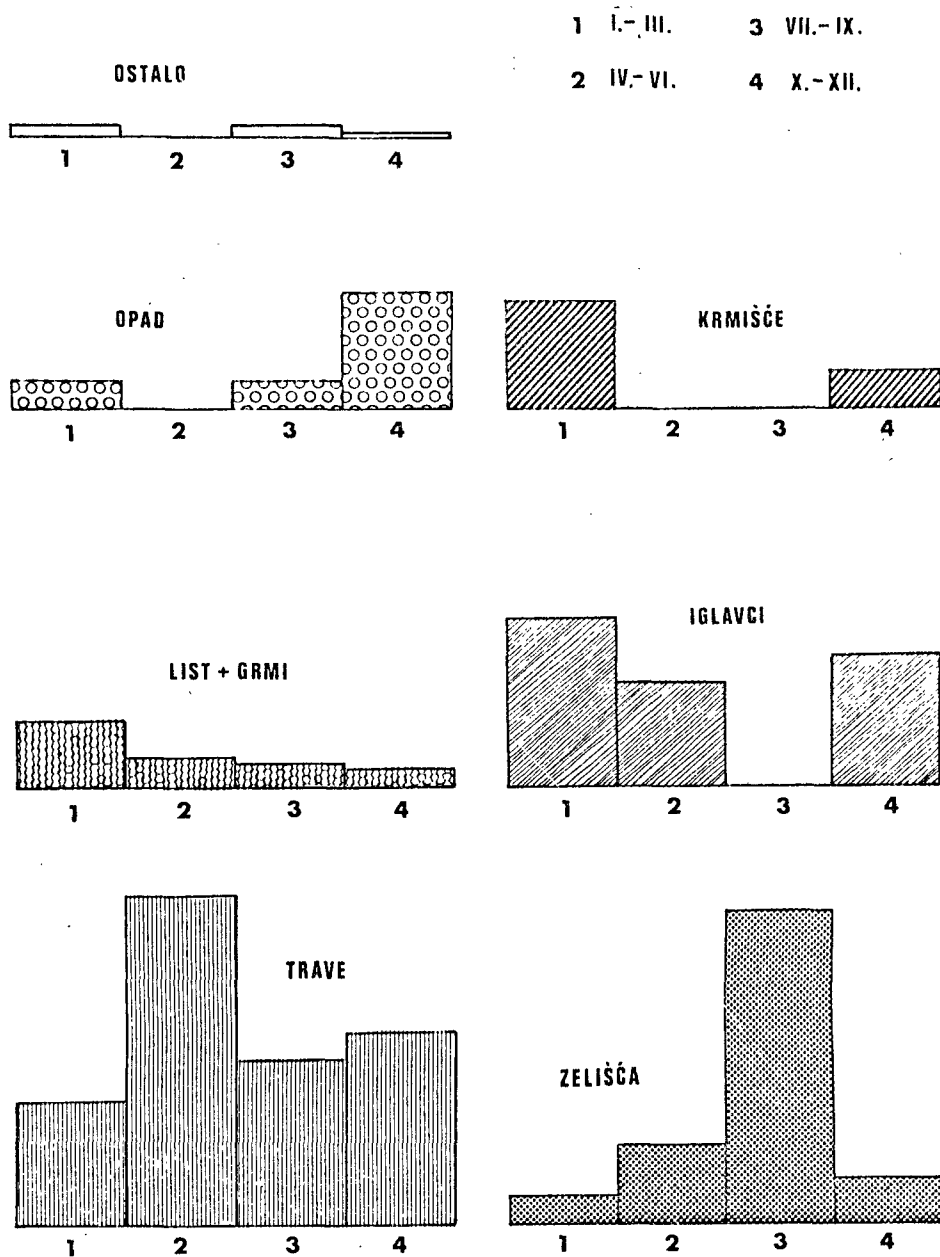 1 I.-III. 3 VII.-IX.
2 IV.-VI. 4 X.-XII.
OSTALO
1 2 3 4
OPAD
1 2 3 4
KRMIŠČE
1 2 3 4
LIST + GRMI
1 2 3 4
IGLAVCI
1 2 3 4
TRAVE
1 2 3 4
ZELIŠČA
1 2 3 4